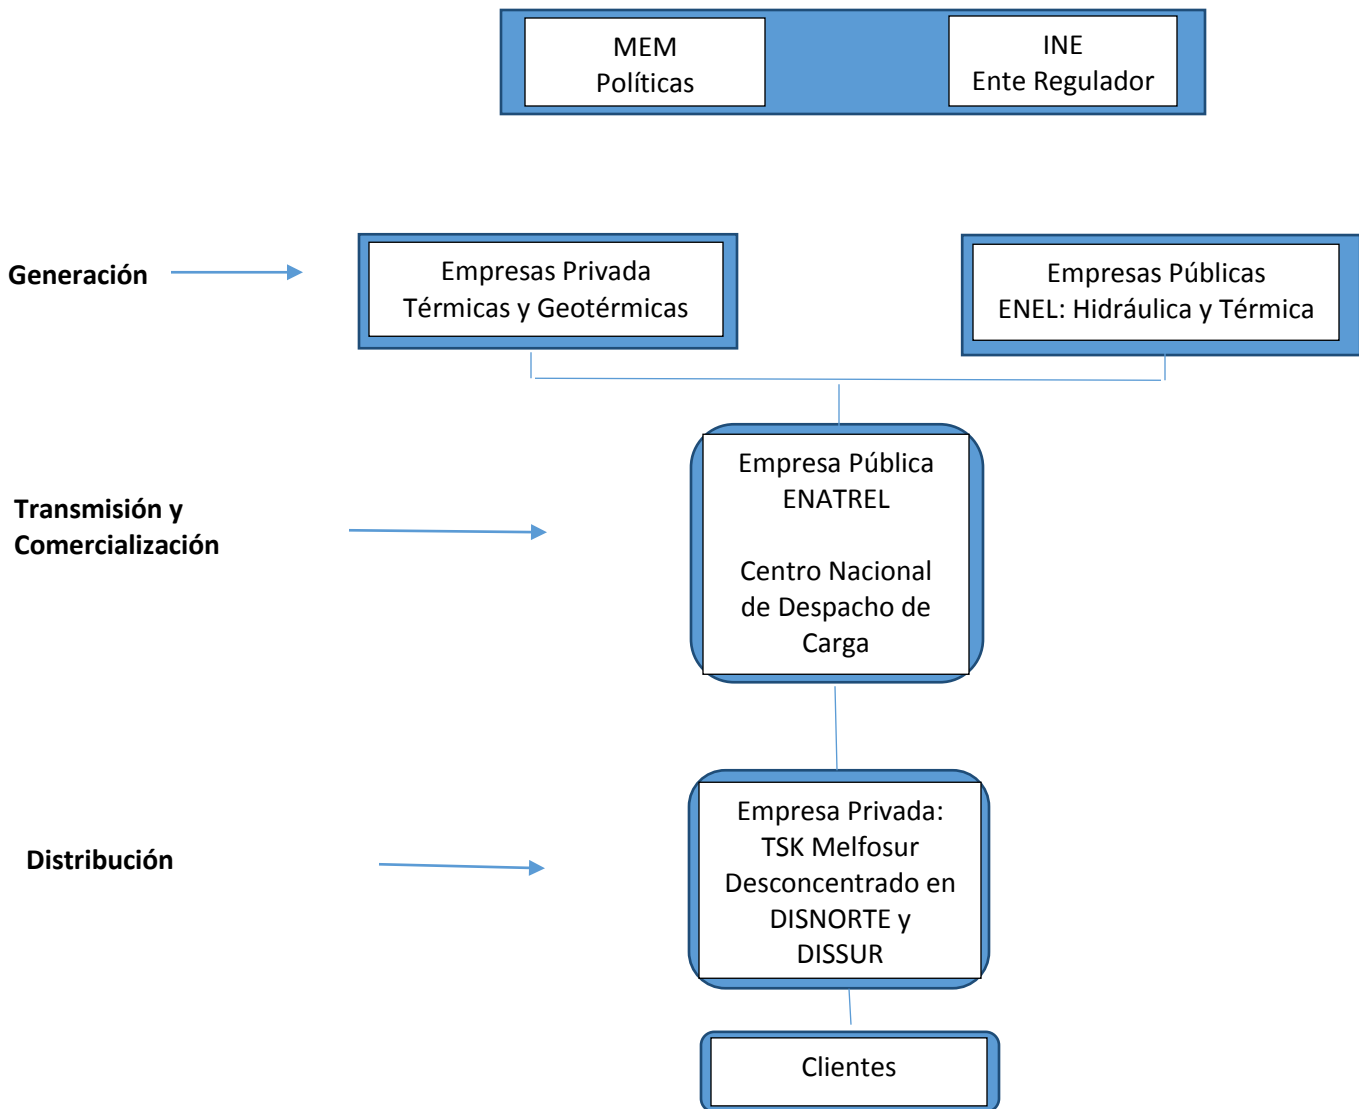 MEM
Políticas
INE
Ente Regulador
Generación
Empresas Privada
Térmicas y Geotérmicas
Empresas Públicas
ENEL: Hidráulica y Térmica
Transmisión y
Comercialización
Empresa Pública
ENATREL
Centro Nacional
de Despacho de
Carga
Distribución
Empresa Privada:
TSK Melfosur
Desconcentrado en
DISNORTE y
DISSUR
Clientes